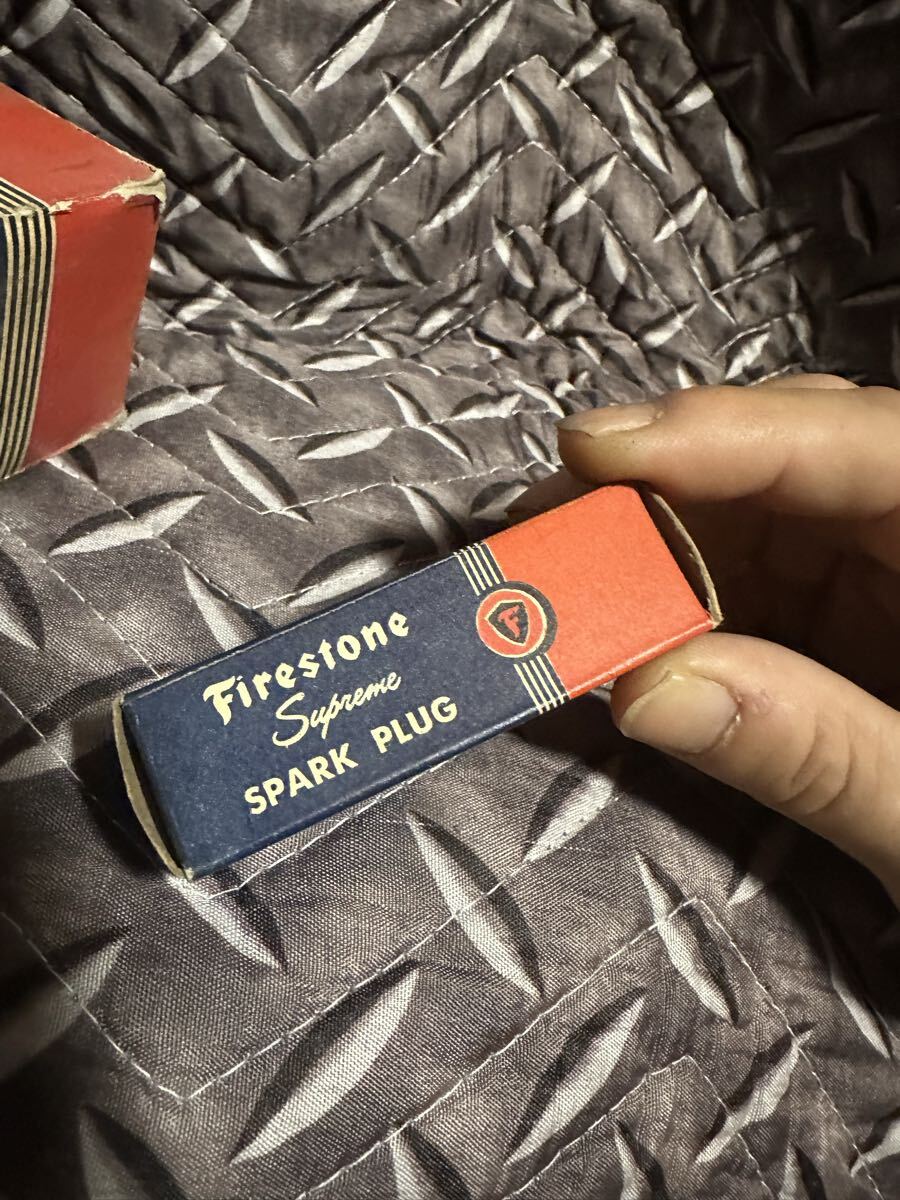 Firestone
Supreme
SPARK PLUG
F